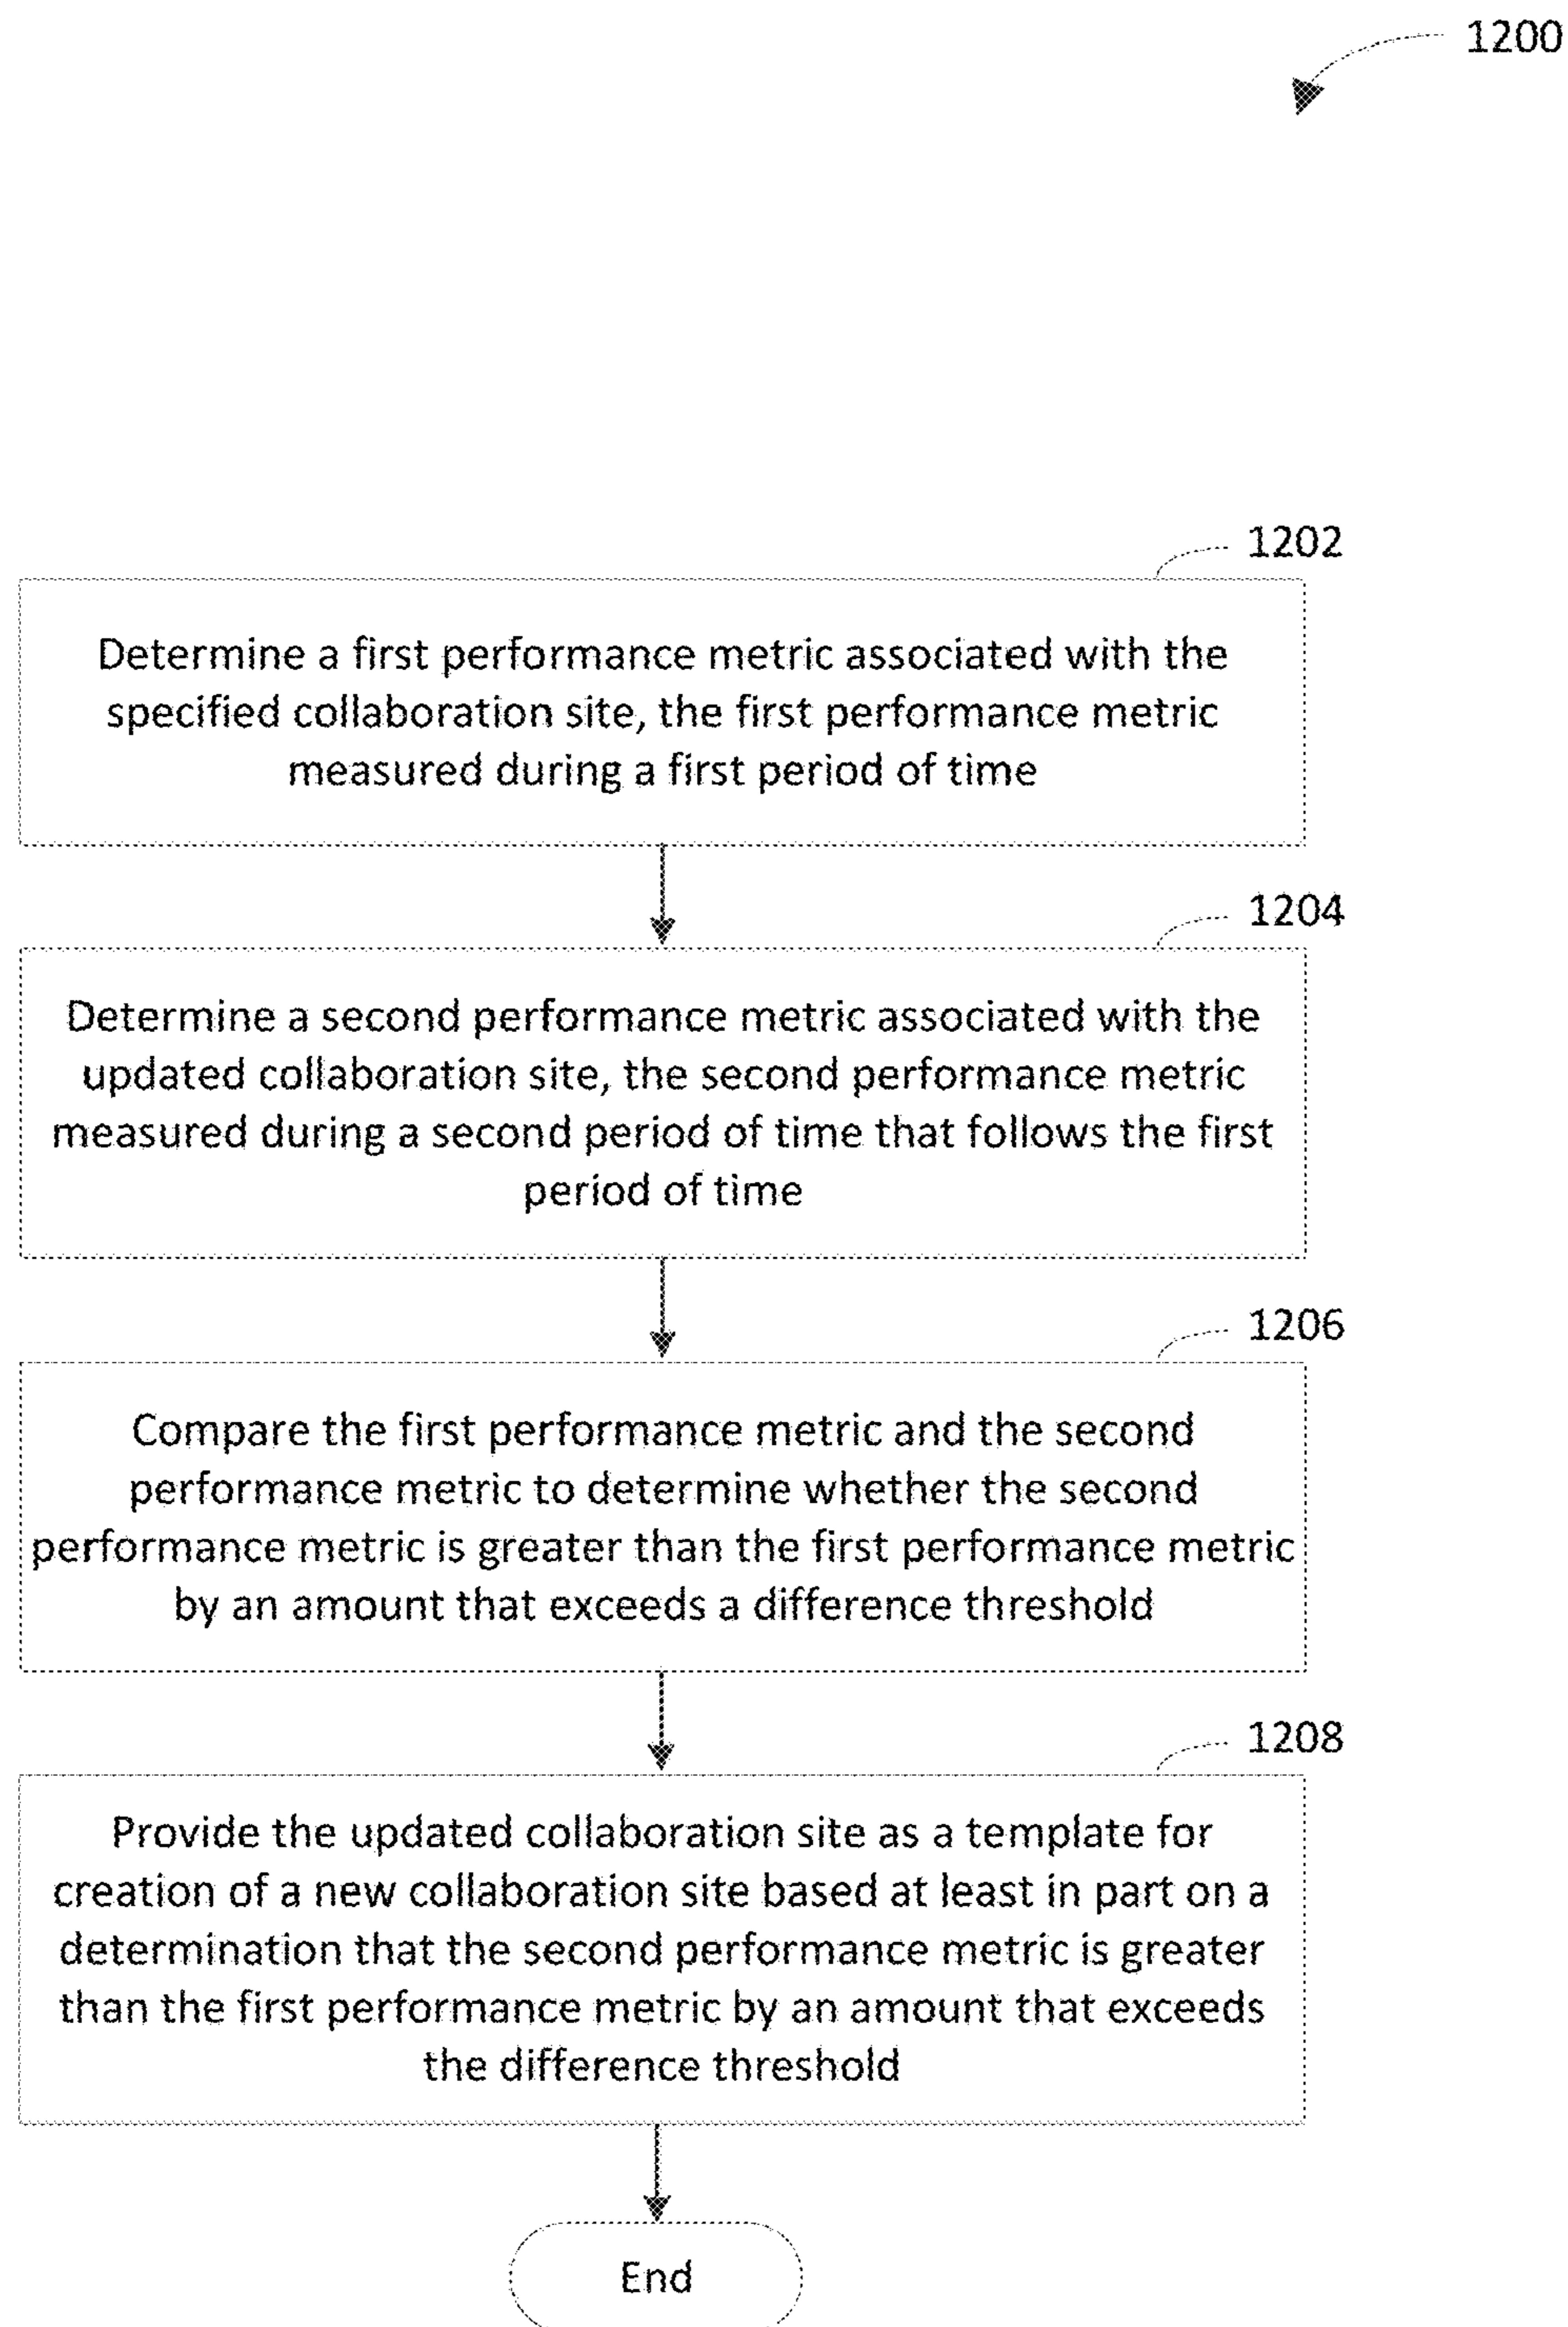 1200
1202
Determine a first performance metric associated with the
specified collaboration site, the first performance metric
measured during a first period of time
1204
Determine a second performance metric associated with the
updated collaboration site, the second performance metric
measured during a second period of time that follows the first
period of time
1206
Compare the first performance metric and the second
performance metric to determine whether the second
performance metric is greater than the first performance metric
by an amount that exceeds a difference threshold
1208
Provide the updated collaboration site as a template for
creation of a new collaboration site based at least in part on a
determination that the second performance metric is greater
than the first performance metric by an amount that exceeds
the difference threshold
End